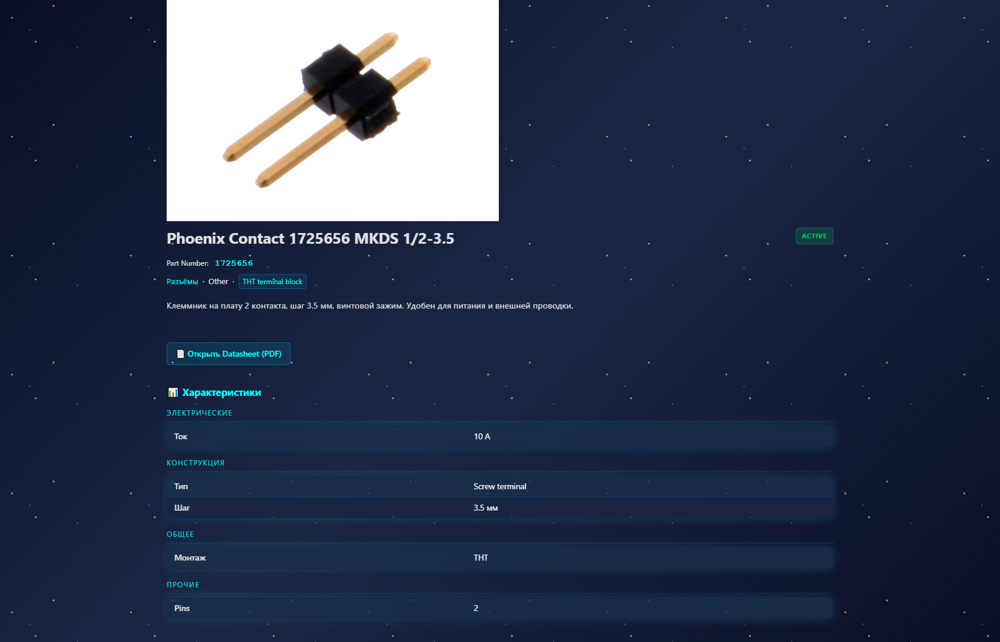 Phoenix Contact 1725656 MKDS 1/2-3.5
ACTIVE
Part Number: 1725656
Разъёмы · Other · THT terminal block
Клеммник на плату 2 контакта, шаг 3.5 мм, винтовой зажим. Удобен для питания и внешней проводки.
Открыть Datasheet (PDF)
Характеристики
ЭЛЕКТРИЧЕСКИЕ
Ток 10 А
КОНСТРУКЦИЯ
Тип Screw terminal
Шаг 3.5 мм
ОБЩЕЕ
Монтаж THT
ПРОЧИЕ
Pins 2